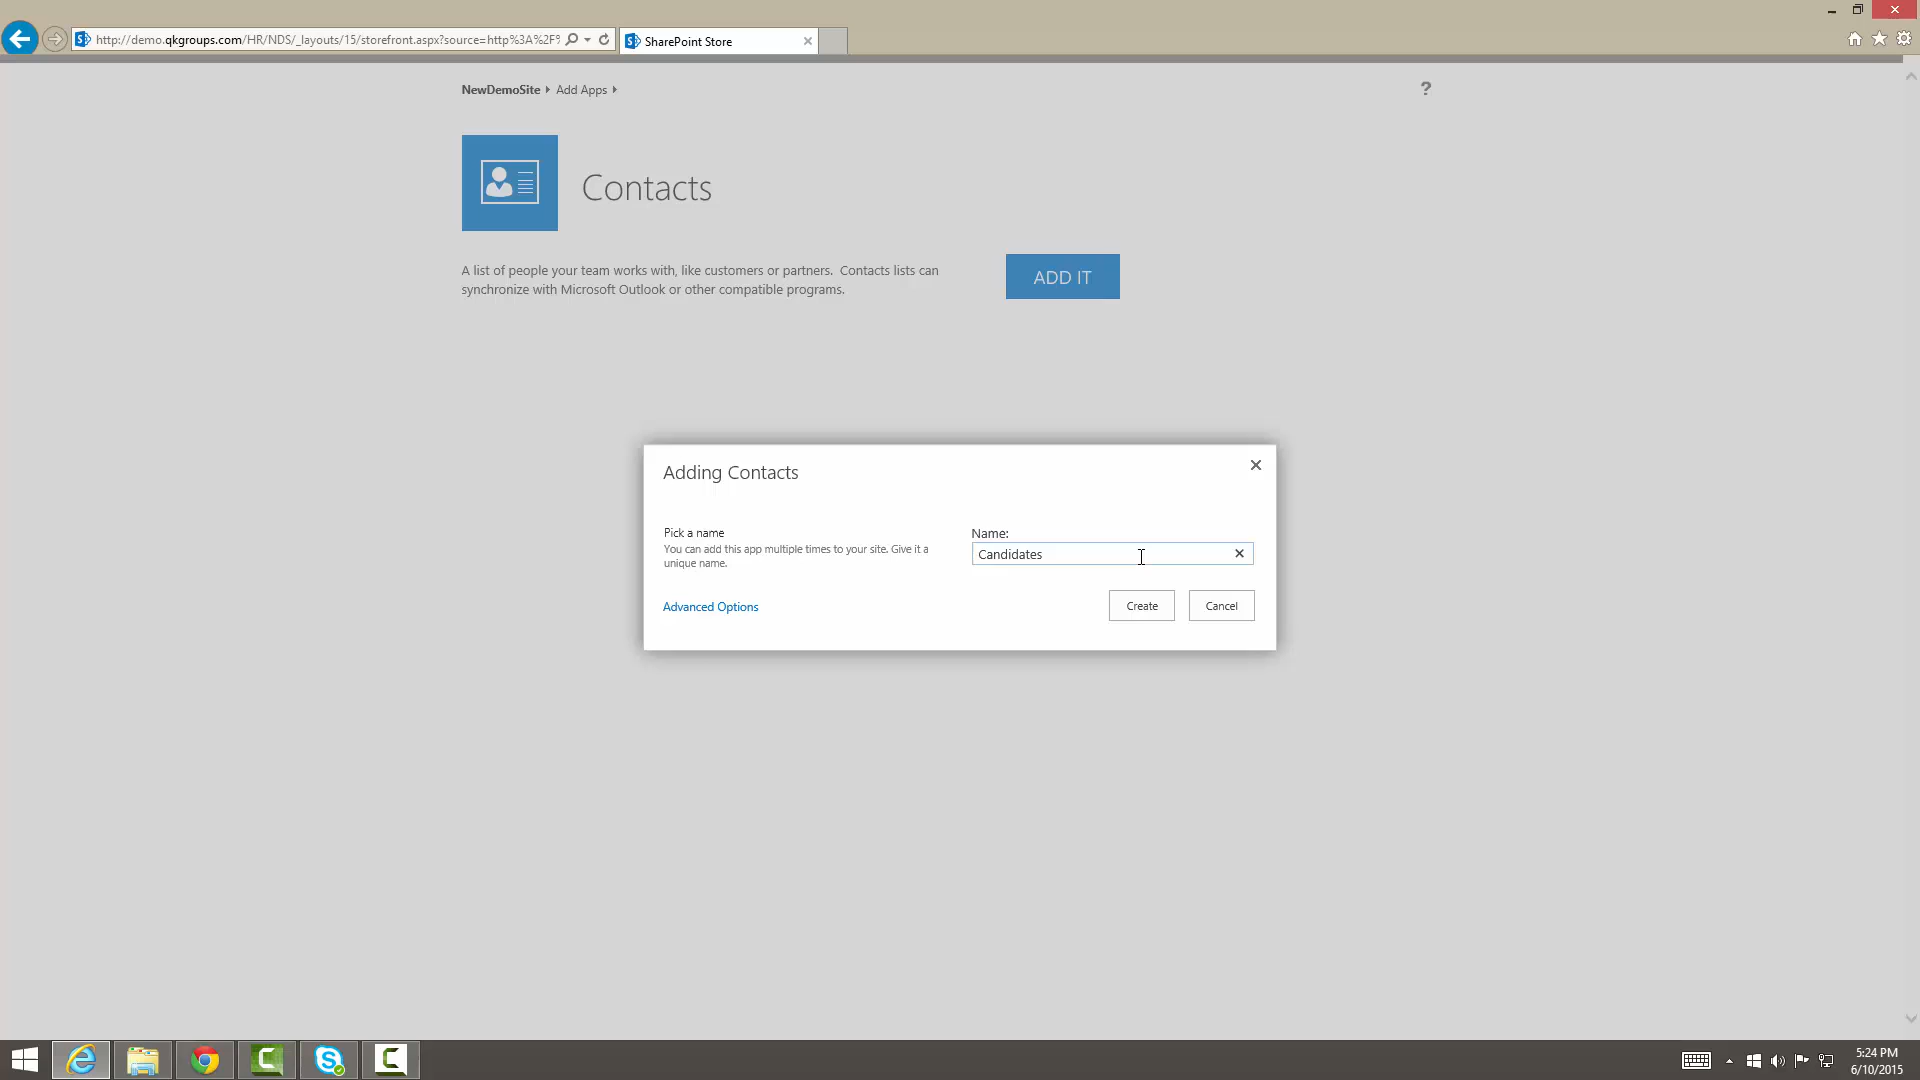 http://demo.qkgroups.com/HR/NDS/_layouts/15/storefront.aspx?source=http%3A%2F%
SharePoint Store
NewDemoSite Add Apps
?
Contacts
A list of people your team works with, like customers or partners. Contacts lists can
synchronize with Microsoft Outlook or other compatible programs.
ADD IT
Adding Contacts
Pick a name
You can add this app multiple times to your site. Give it a
unique name.
Name:
Candidates
Advanced Options
Create
Cancel
5:24 PM
6/10/2015